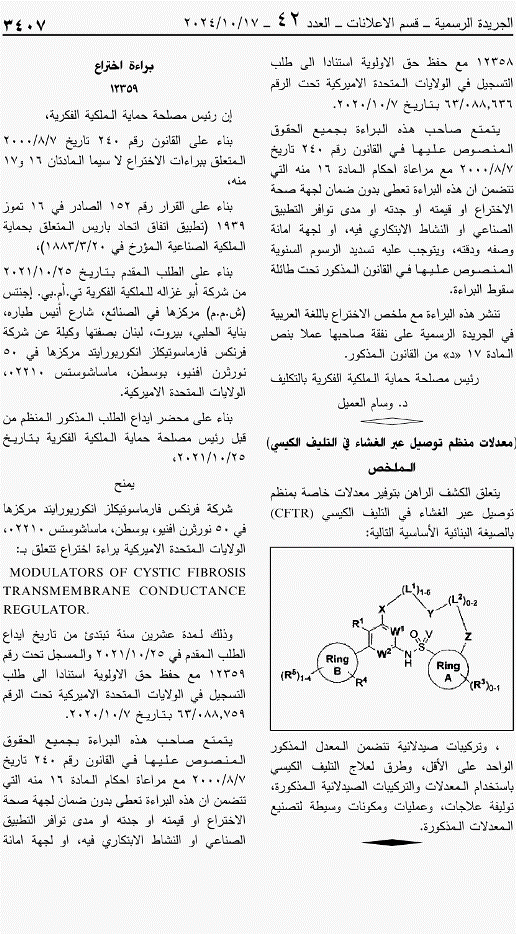 الجريدة الرسمية ـ قسم الاعلانات ـ العدد ٤٢ ـ ٢٠٢٤/١٠/١٧
٣٤٠٧
١٢٣٥٨ مع حفظ حق الاولوية استنادا الى طلب
التسجيل في الولايات المتحدة الاميركية تحت الرقم
٦٣/٠٨٨,٦٣٦ بتاريخ ٢٠٢٠/١٠/٧.
يتمتع صاحب هذه البراءة بجميع الحقوق
المنصوص عليها في القانون رقم ٢٤٠ تاريخ
٢٠٠٠/٨/٧ مع مراعاة احكام المادة ١٦ منه التي
تتضمن ان هذه البراءة تعطى بدون ضمان لجهة صحة
الاختراع او قيمته او جدته او مدى توافر التطبيق
الصناعي او النشاط الابتكاري فيه، او لجهة امانة
وصفه ودقته، ويتوجب عليه تسديد الرسوم السنوية
المنصوص عليها في القانون المذكور تحت طائلة
سقوط البراءة.
تنشر هذه البراءة مع ملخص الاختراع باللغة العربية
في الجريدة الرسمية على نفقة صاحبها عملا بنص
المادة ١٧ «د» من القانون المذكور.
رئيس مصلحة حماية الملكية الفكرية بالتكليف
د. وسام العميل
(معدلات منظم توصيل عبر الغشاء في التليف الكيسي)
الملخص
يتعلق الكشف الراهن بتوفير معدلات خاصة بمنظم
توصيل عبر الغشاء في التليف الكيسي (CFTR)
بالصيغة البنائية الأساسية التالية:
(L¹)1-6
(L²)0-2
X
Y
R¹
W¹
O
V
Z
W²
N
H
S
O
Ring B
Ring A
(R⁵)1-4
R⁴
(R³)0-1
، وتركيبات صيدلانية تتضمن المعدل المذكور
الواحد على الأقل، وطرق لعلاج التليف الكيسي
باستخدام المعدلات والتركيبات الصيدلانية المذكورة،
توليفة علاجات، وعمليات ومكونات وسيطة لتصنيع
المعدلات المذكورة.
براءة اختراع
١٢٣٥٩
إن رئيس مصلحة حماية الملكية الفكرية،
بناء على القانون رقم ٢٤٠ تاريخ ٢٠٠٠/٨/٧
المتعلق ببراءات الاختراع لا سيما المادتان ١٦ و١٧
منه،
بناء على القرار رقم ١٥٢ الصادر في ١٦ تموز
١٩٣٩ (تطبيق اتفاق اتحاد باريس المتعلق بحماية
الملكية الصناعية المؤرخ في ١٨٨٣/٣/٢٠)،
بناء على الطلب المقدم بتاريخ ٢٠٢١/١٠/٢٥
من شركة أبو غزاله للملكية الفكرية تي.أم.بي. إجنتس
(ش.م.م) مركزها في الصنائع، شارع أنيس طباره،
بناية الحلبي، بيروت، لبنان بصفتها وكيلة عن شركة
فرتكس فارماسوتيكلز انكوربورايتد مركزها في ٥٠
نورثرن افنيو، بوسطن، ماساشوستس ٠٢٢١٠،
الولايات المتحدة الاميركية.
بناء على محضر ايداع الطلب المذكور المنظم من
قبل رئيس مصلحة حماية الملكية الفكرية بتاريخ
٢٠٢١/١٠/٢٥،
يمنح
شركة فرتكس فارماسوتيكلز انكوربورايتد مركزها
في ٥٠ نورثرن افنيو، بوسطن، ماساشوستس ٠٢٢١٠،
الولايات المتحدة الاميركية براءة اختراع تتعلق بـ:
MODULATORS OF CYSTIC FIBROSIS
TRANSMEMBRANE CONDUCTANCE
REGULATOR.
وذلك لمدة عشرين سنة تبتدئ من تاريخ ايداع
الطلب المقدم في ٢٠٢١/١٠/٢٥ والمسجل تحت رقم
١٢٣٥٩ مع حفظ حق الاولوية استنادا الى طلب
التسجيل في الولايات المتحدة الاميركية تحت الرقم
٦٣/٠٨٨,٧٥٩ بتاريخ ٢٠٢٠/١٠/٧.
يتمتع صاحب هذه البراءة بجميع الحقوق
المنصوص عليها في القانون رقم ٢٤٠ تاريخ
٢٠٠٠/٨/٧ مع مراعاة احكام المادة ١٦ منه التي
تتضمن ان هذه البراءة تعطى بدون ضمان لجهة صحة
الاختراع او قيمته او جدته او مدى توافر التطبيق
الصناعي او النشاط الابتكاري فيه، او لجهة امانة